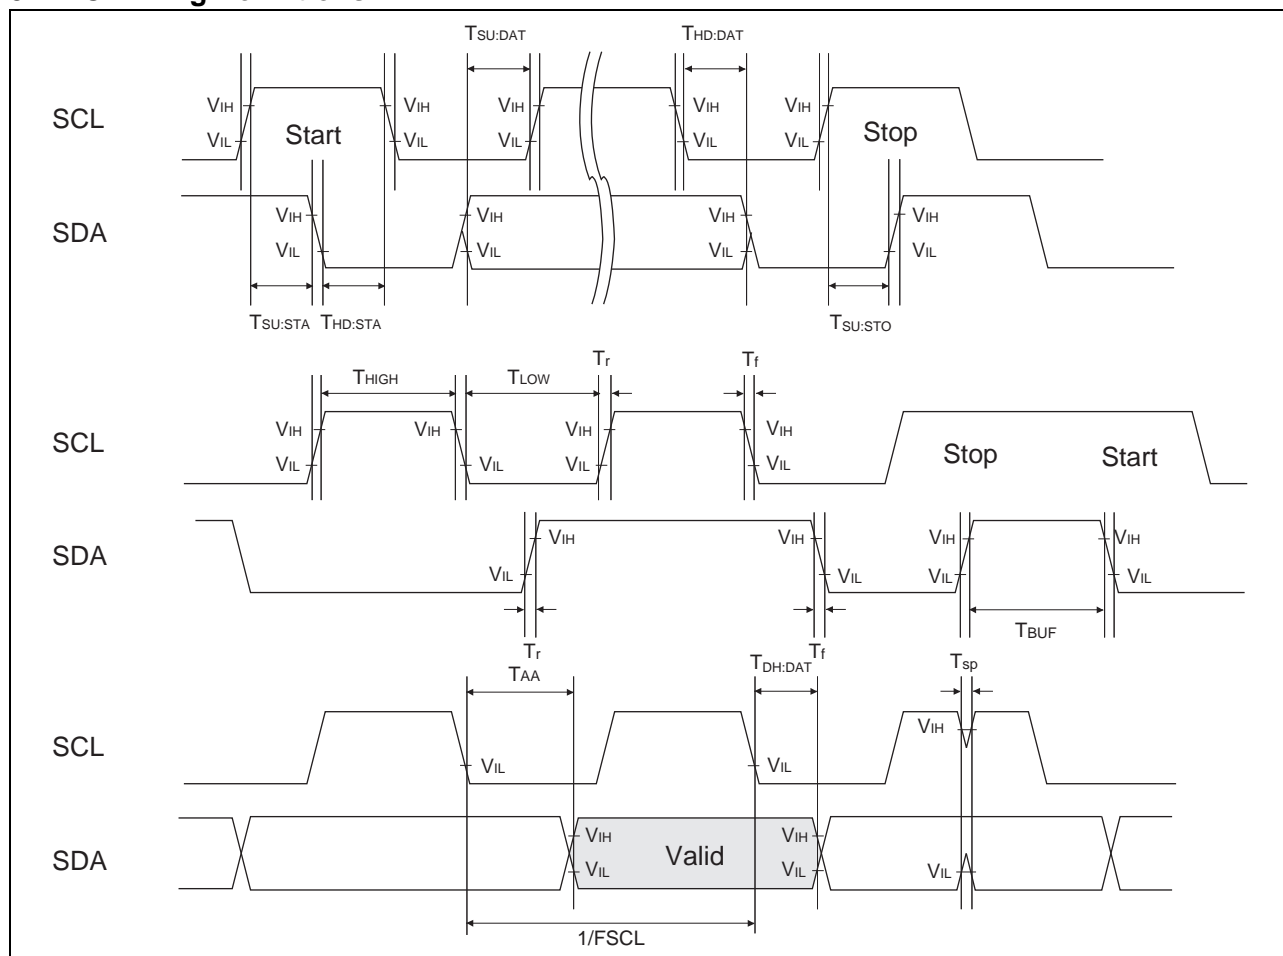 TSU:DAT THD:DAT
SCL VIH VIH VIH VIH VIH
Start Stop
VIL VIL VIL VIL VIL
SDA VIH VIH VIH VIH
VIL VIL VIL VIL
TSU:STA THD:STA TSU:STO
Tr Tf
THIGH TLOW
SCL VIH VIH VIH VIH
VIL VIL VIL VIL
Stop Start
SDA VIH VIH VIH VIH
VIL VIL VIL VIL
TBUF
Tr Tf
TAA TDH:DAT Tsp
SCL VIH
VIL VIL
SDA VIH VIH
Valid
VIL VIL VIL
1/FSCL